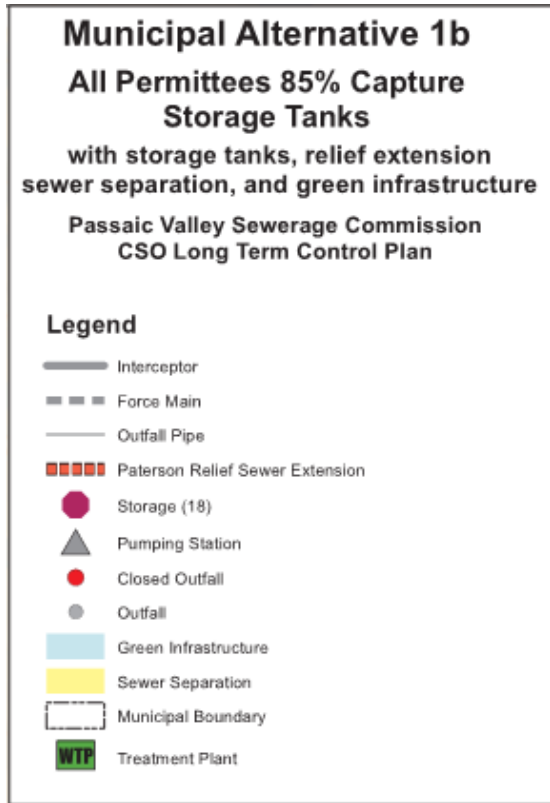 Municipal Alternative 1b
All Permittees 85% Capture
Storage Tanks
with storage tanks, relief extension
sewer separation, and green infrastructure
Passaic Valley Sewerage Commission
CSO Long Term Control Plan
Legend
Interceptor
Force Main
Outfall Pipe
Paterson Relief Sewer Extension
Storage (18)
Pumping Station
Closed Outfall
Outfall
Green Infrastructure
Sewer Separation
Municipal Boundary
WTP Treatment Plant